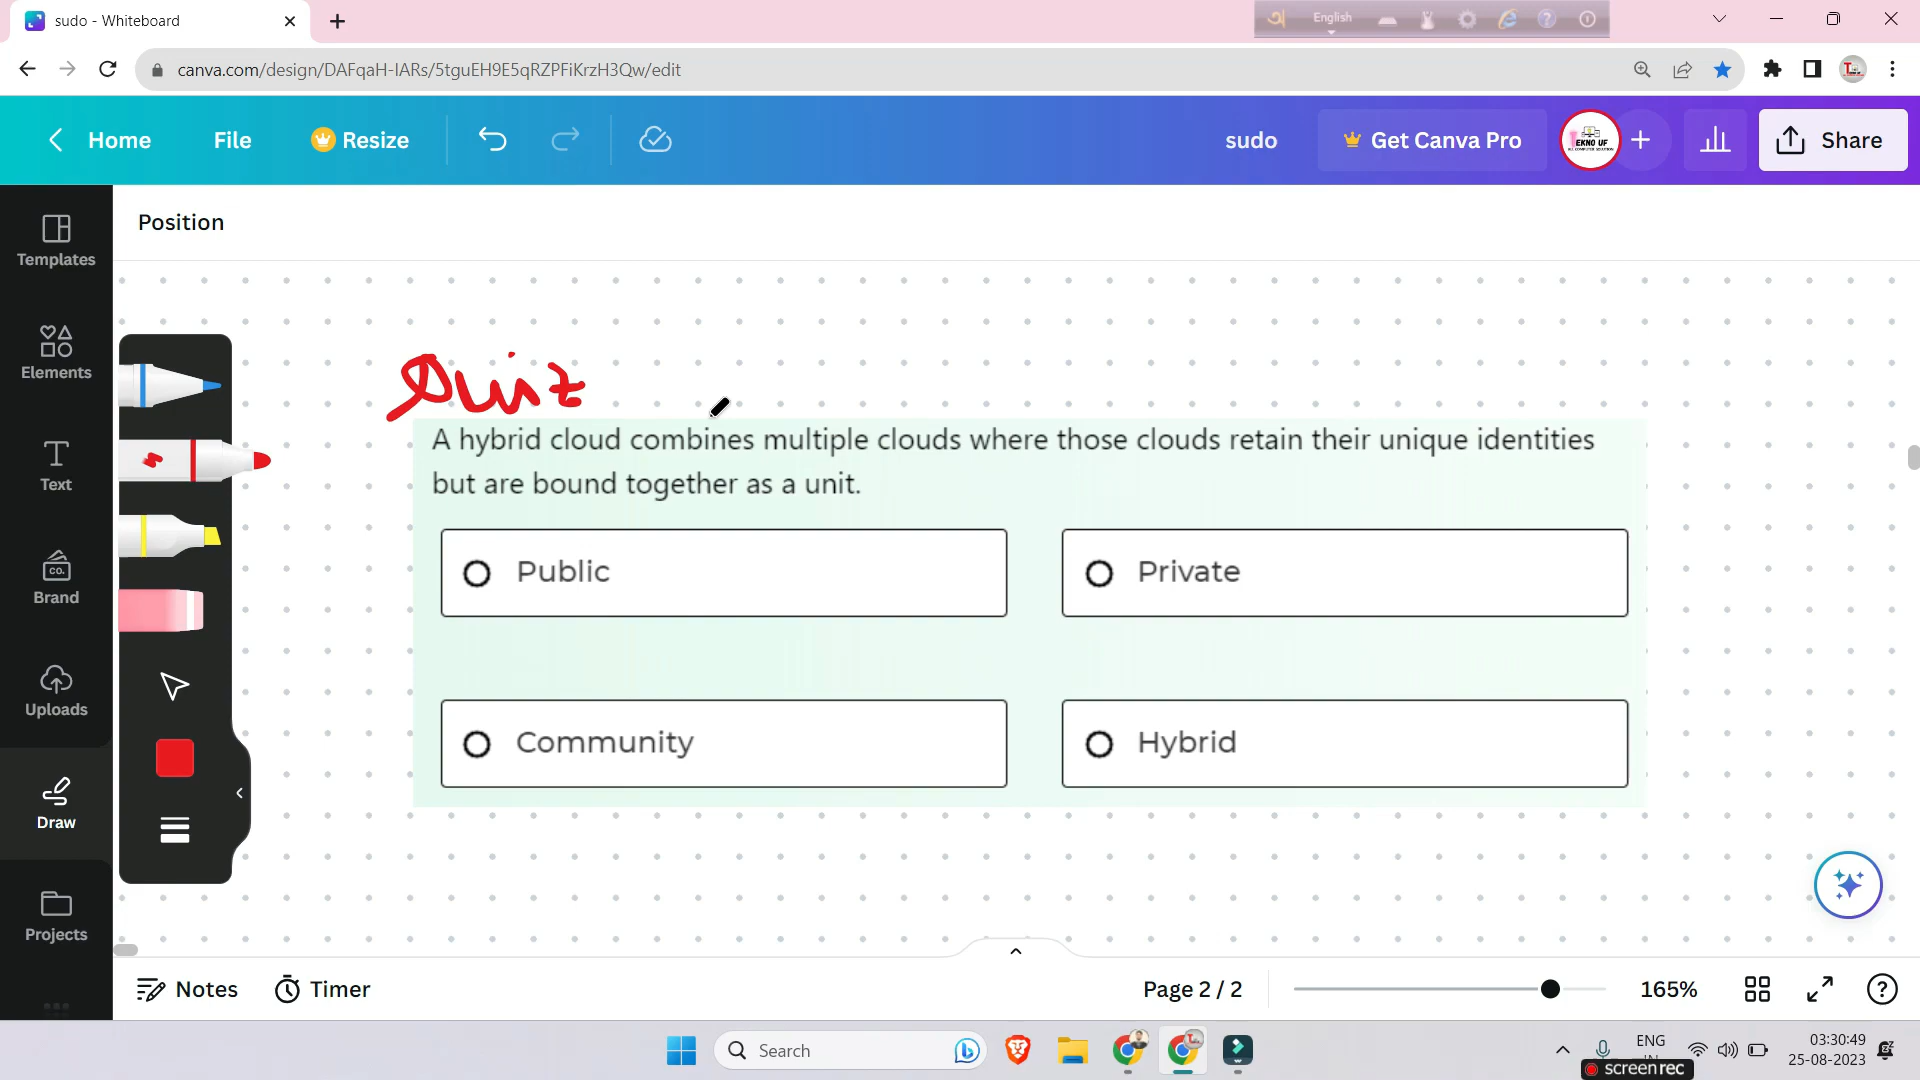 sudo - Whiteboard
English
canva.com/design/DAFqaH-IARs/5tguEH9E5qRZPFiKrzH3Qw/edit
Home
File
Resize
sudo
Get Canva Pro
EKNO UF
Share
Templates
Elements
Text
CO.
Brand
Uploads
Draw
Projects
Position
Quiz
A hybrid cloud combines multiple clouds where those clouds retain their unique identities
but are bound together as a unit.
Public
Private
Community
Hybrid
Notes
Timer
Page 2 / 2
165%
Search
ENG
03:30:49
25-08-2023
screenrec